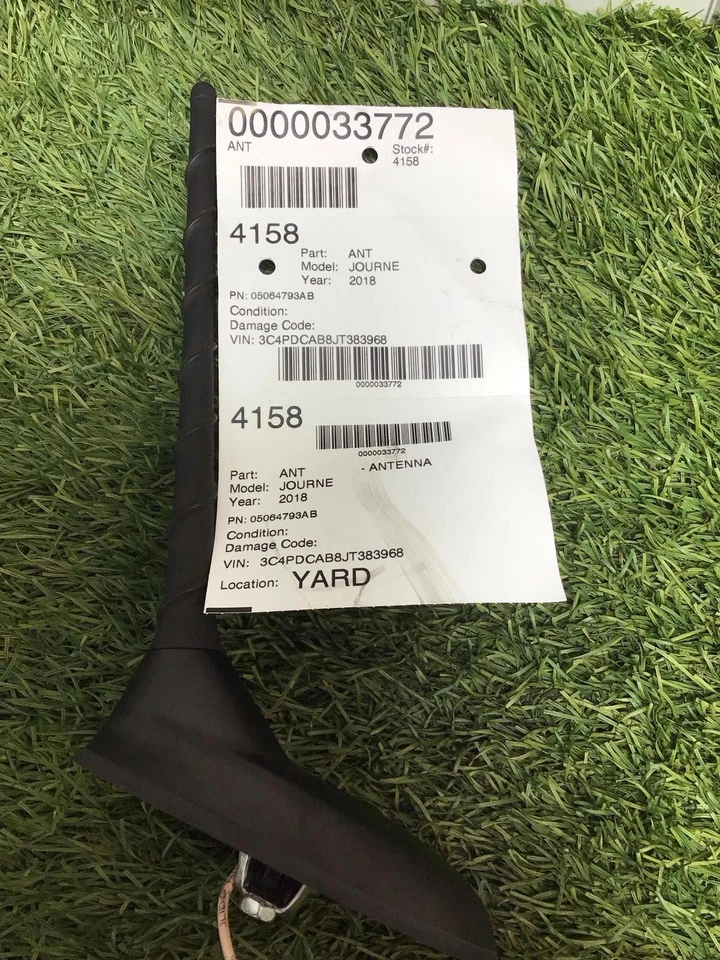 0000033772
ANT
Stock#:
4158
4158
Part: ANT
Model: JOURNE
Year: 2018
PN: 05064793AB
Condition:
Damage Code:
VIN: 3C4PDCAB8JT383968
0000033772
4158
0000033772
- ANTENNA
Part: ANT
Model: JOURNE
Year: 2018
PN: 05064793AB
Condition:
Damage Code:
VIN: 3C4PDCAB8JT383968
Location: YARD